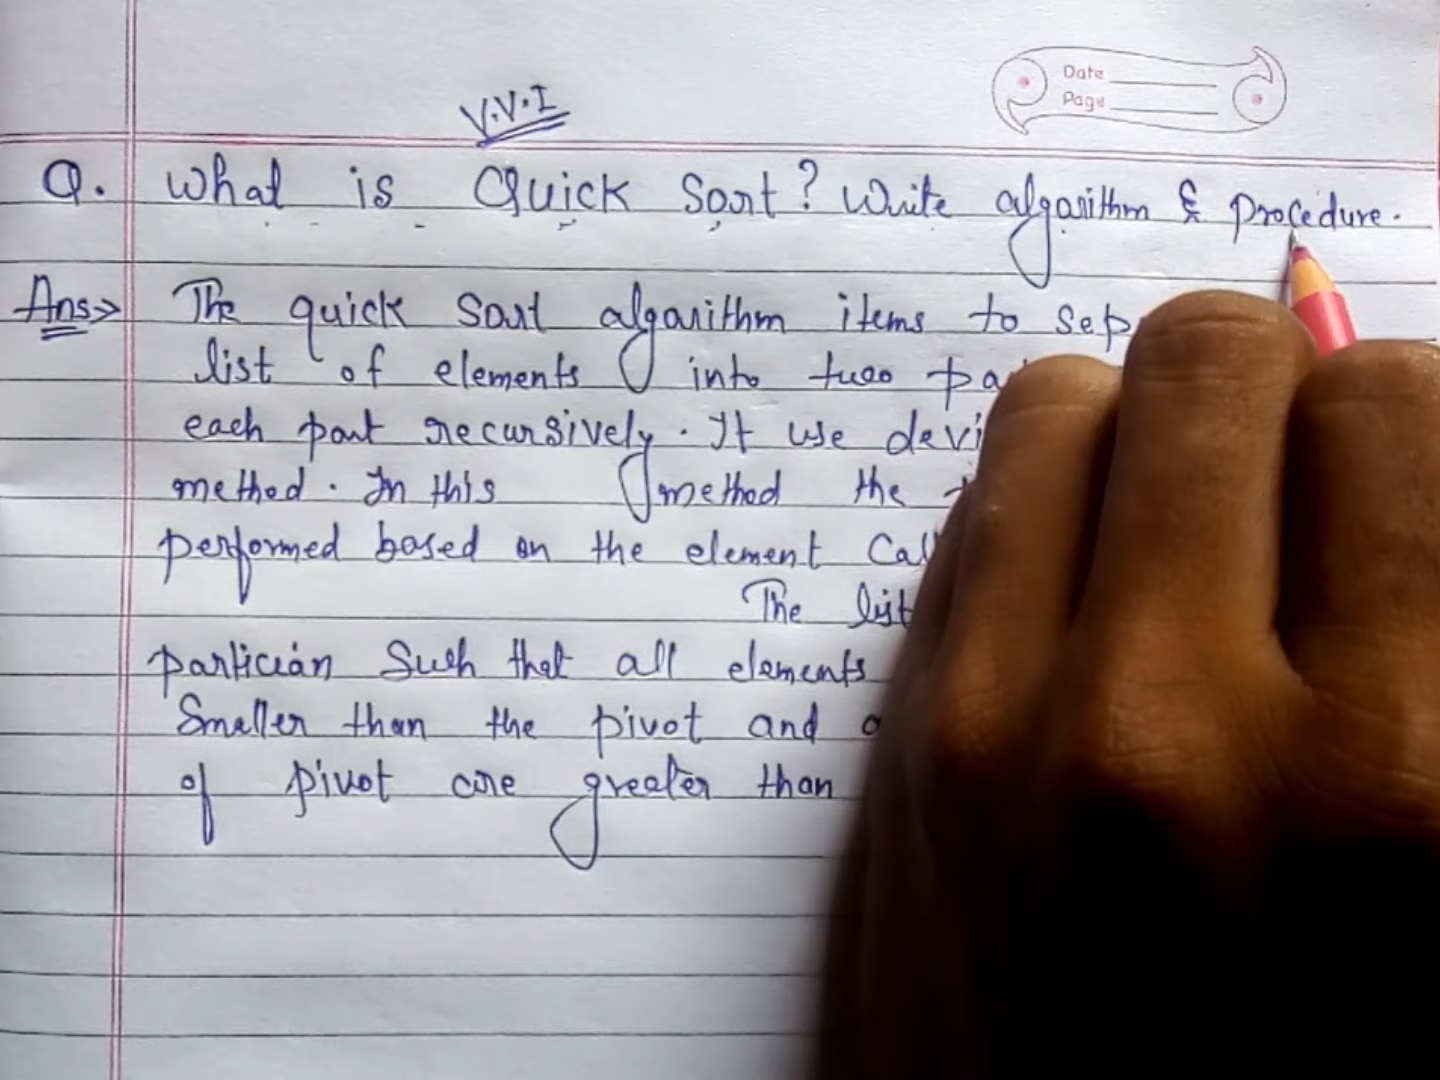 Date
Page
V.V.I
Q. What is Quick Sort? Write algorithm & procedure.
Ans> The quick Sort algorithm items to sep
list of elements into two pa
each part recursively. It use devi
method. In this method the
performed based on the element Cal
The list
partician Such that all elements
Smaller than the pivot and
of pivot are greater than